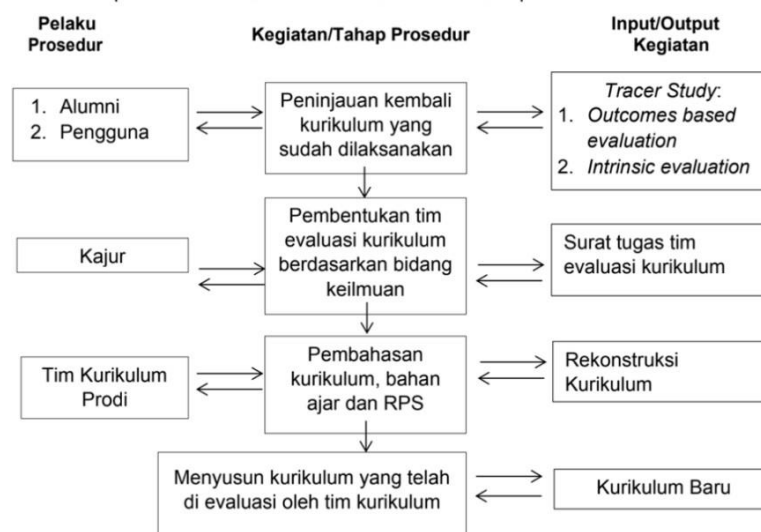 Pelaku
Prosedur
Kegiatan/Tahap Prosedur
Input/Output
Kegiatan
1. Alumni
2. Pengguna
Peninjauan kembali
kurikulum yang
sudah dilaksanakan
Tracer Study:
1. Outcomes based
evaluation
2. Intrinsic evaluation
Kajur
Pembentukan tim
evaluasi kurikulum
berdasarkan bidang
keilmuan
Surat tugas tim
evaluasi kurikulum
Tim Kurikulum
Prodi
Pembahasan
kurikulum, bahan
ajar dan RPS
Rekonstruksi
Kurikulum
Menyusun kurikulum yang telah
di evaluasi oleh tim kurikulum
Kurikulum Baru